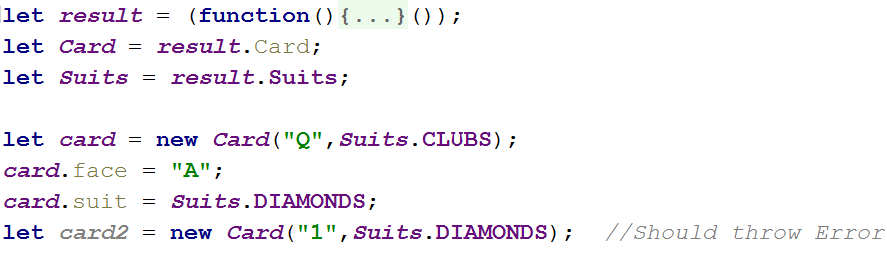 let result = (function(){...}());
let Card = result.Card;
let Suits = result.Suits;
let card = new Card("Q",Suits.CLUBS);
card.face = "A";
card.suit = Suits.DIAMONDS;
let card2 = new Card("1",Suits.DIAMONDS);  //Should throw Error